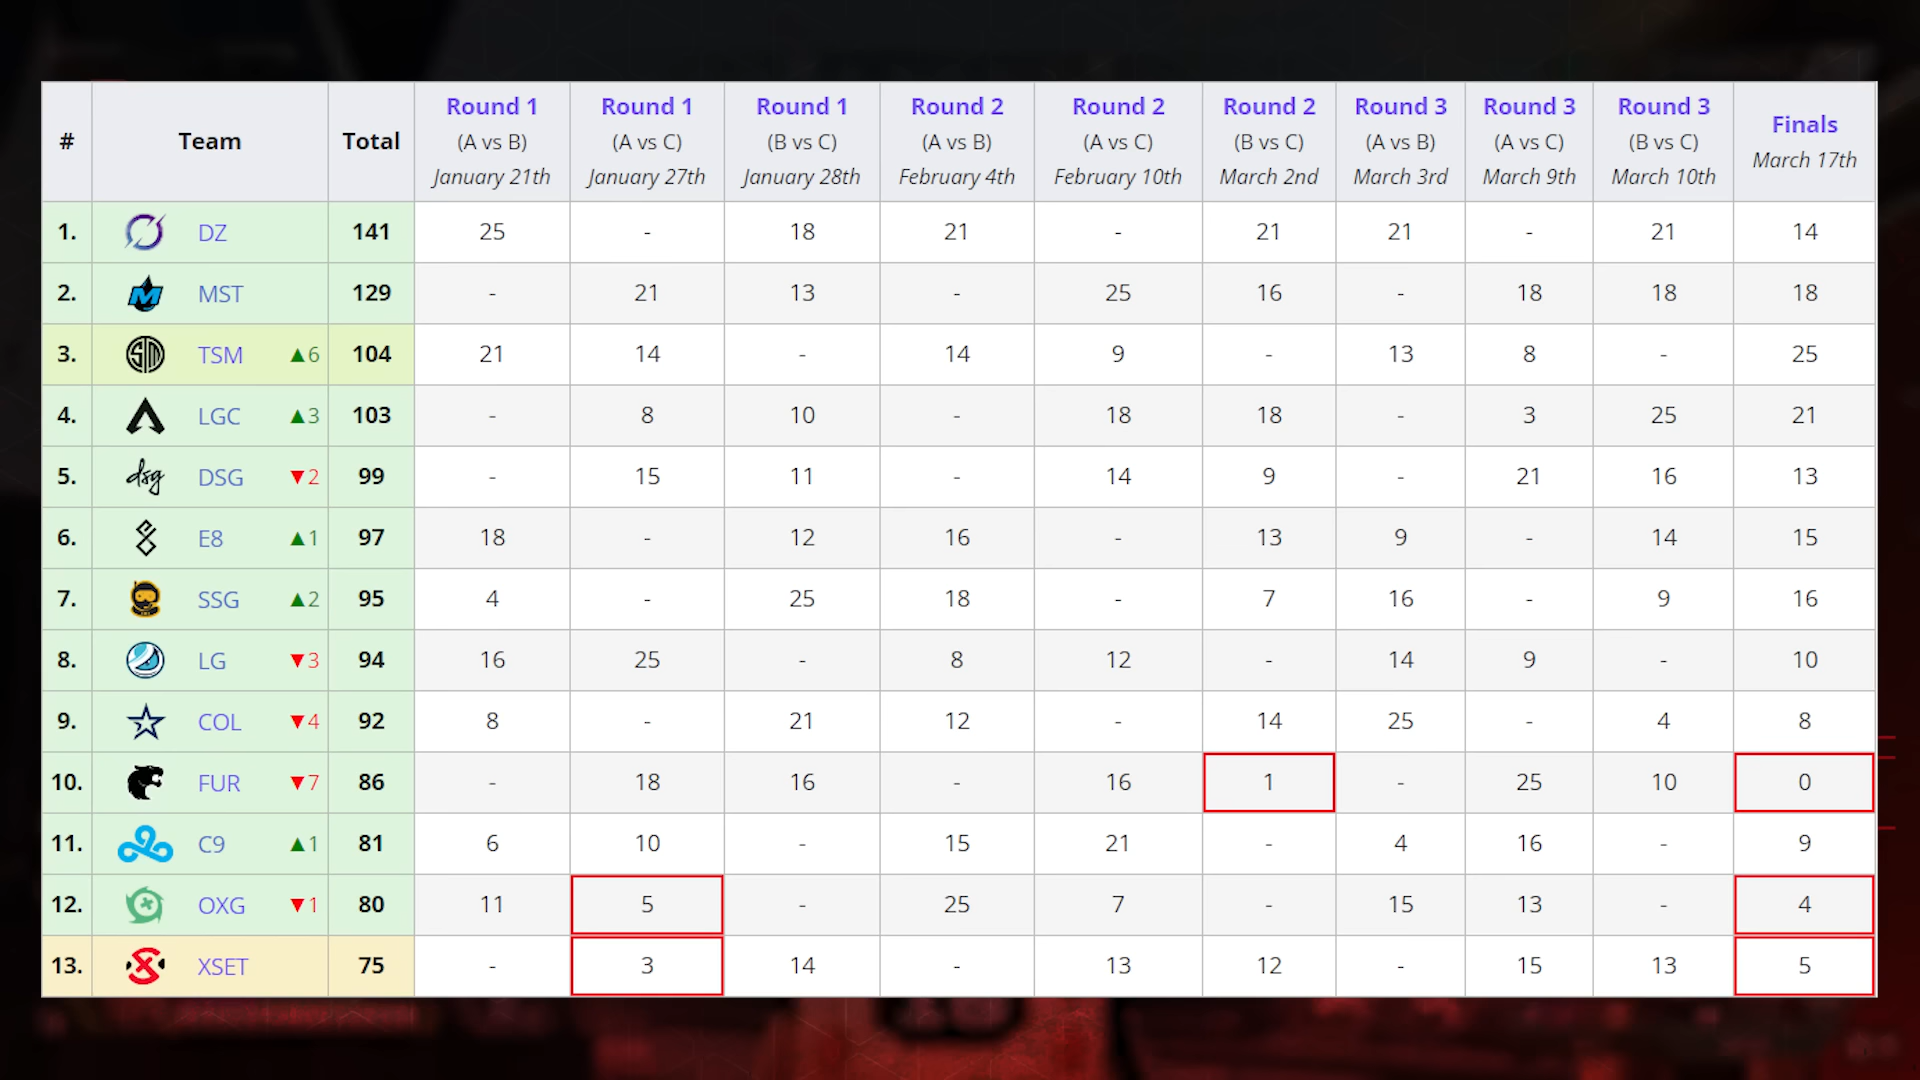 # Team Total Round 1 Round 1 Round 1 Round 2 Round 2 Round 2 Round 3 Round 3 Round 3 Finals
(A vs B) (A vs C) (B vs C) (A vs B) (A vs C) (B vs C) (A vs B) (A vs C) (B vs C)
January 21th January 27th January 28th February 4th February 10th March 2nd March 3rd March 9th March 10th March 17th
1. DZ 141 25 - 18 21 - 21 21 - 21 14
2. MST 129 - 21 13 - 25 16 - 18 18 18
3. TSM ▲6 104 21 14 - 14 9 - 13 8 - 25
4. LGC ▲3 103 - 8 10 - 18 18 - 3 25 21
5. dsg DSG ▼2 99 - 15 11 - 14 9 - 21 16 13
6. E8 ▲1 97 18 - 12 16 - 13 9 - 14 15
7. SSG ▲2 95 4 - 25 18 - 7 16 - 9 16
8. LG ▼3 94 16 25 - 8 12 - 14 9 - 10
9. COL ▼4 92 8 - 21 12 - 14 25 - 4 8
10. FUR ▼7 86 - 18 16 - 16 1 - 25 10 0
11. C9 ▲1 81 6 10 - 15 21 - 4 16 - 9
12. OXG ▼1 80 11 5 - 25 7 - 15 13 - 4
13. XSET 75 - 3 14 - 13 12 - 15 13 5